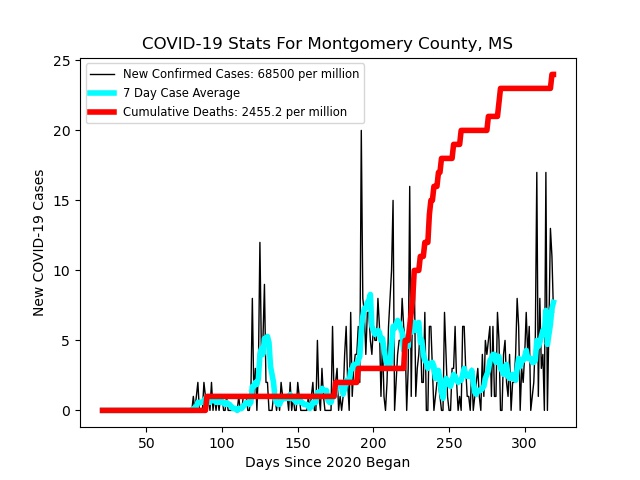 COVID-19 Stats For Montgomery County, MS
New Confirmed Cases: 68500 per million
7 Day Case Average
Cumulative Deaths: 2455.2 per million
New COVID-19 Cases
25
20
15
10
5
0
50 100 150 200 250 300
Days Since 2020 Began